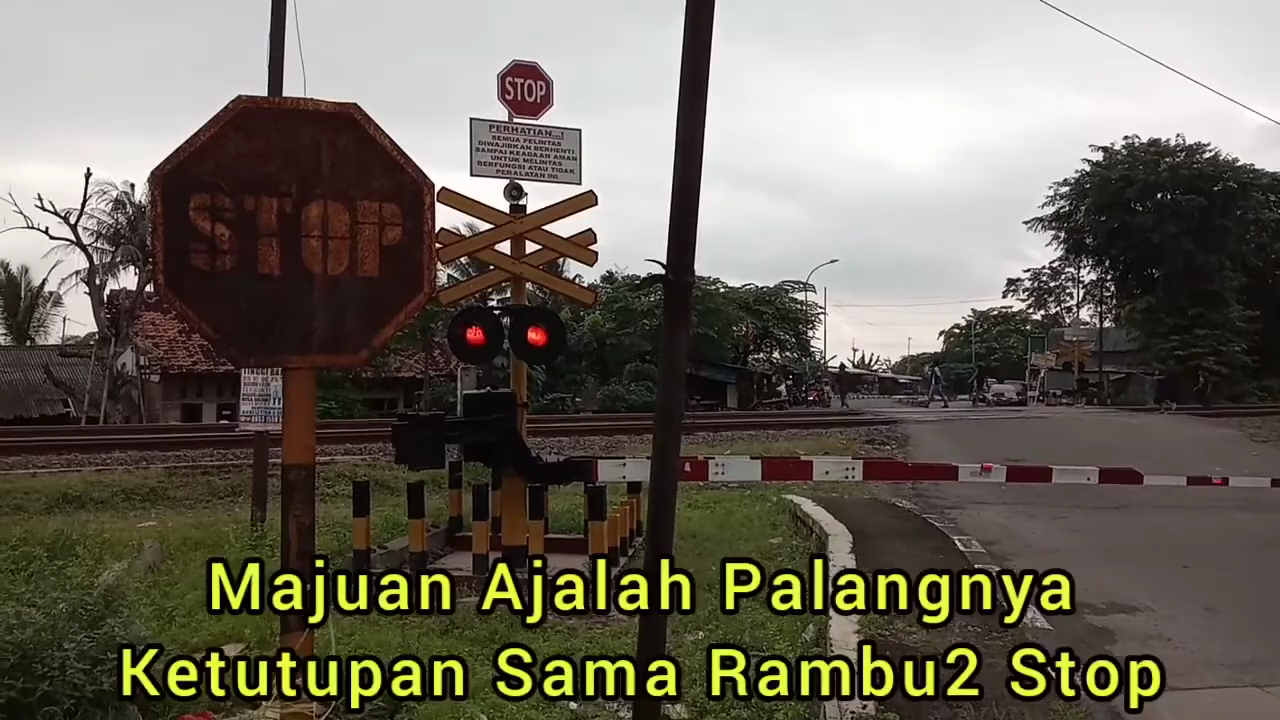 STOP
PERHATIAN...!
SEMUA PELINTAS
DIWAJIBKAN BERHENTI
SAMPAI KEADAAN AMAN
UNTUK MELINTAS
BERFUNGSI ATAU TIDAK
PERALATAN INI
STOP
Majuan Ajalah Palangnya
Ketutupan Sama Rambu2 Stop